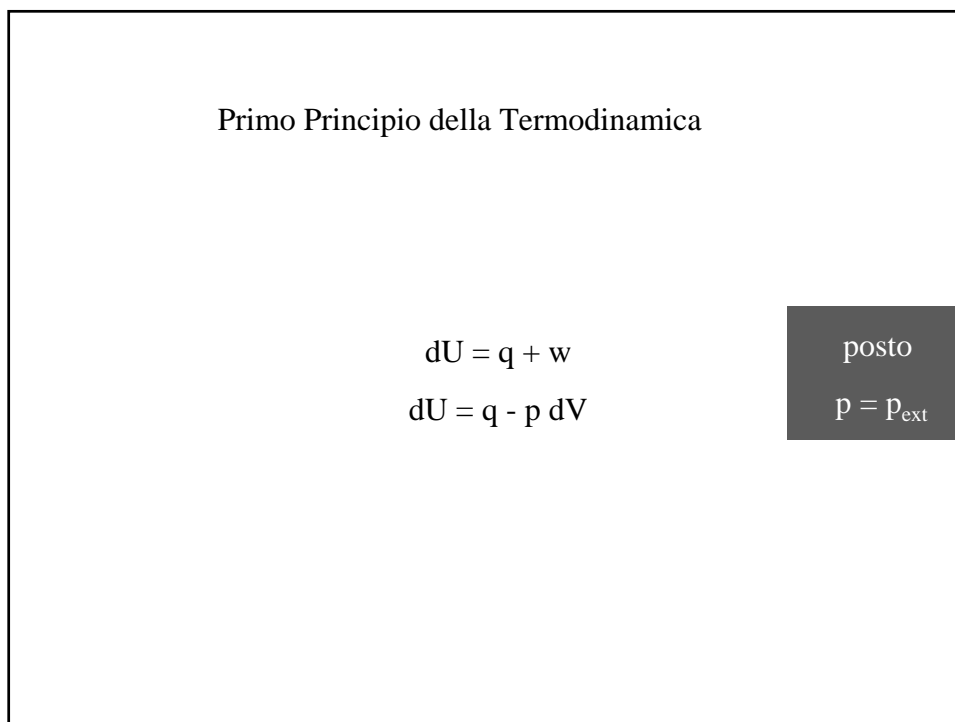 Primo Principio della Termodinamica
dU = q + w
dU = q - p dV
posto
p = pₑₓₜ